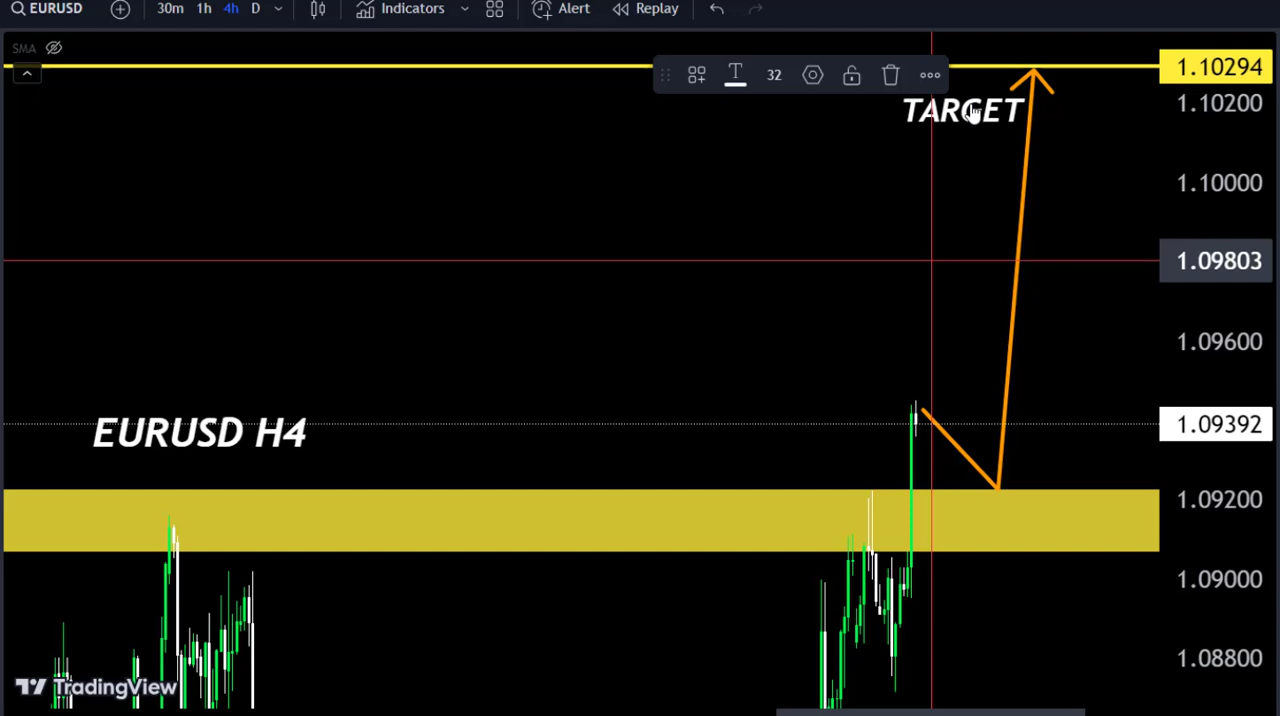 EURUSD 30m 1h 4h D Indicators Alert Replay
SMA
32
1.10294
TARGET
1.10200
1.10000
1.09803
1.09600
EURUSD H4
1.09392
1.09200
1.09000
1.08800
TradingView